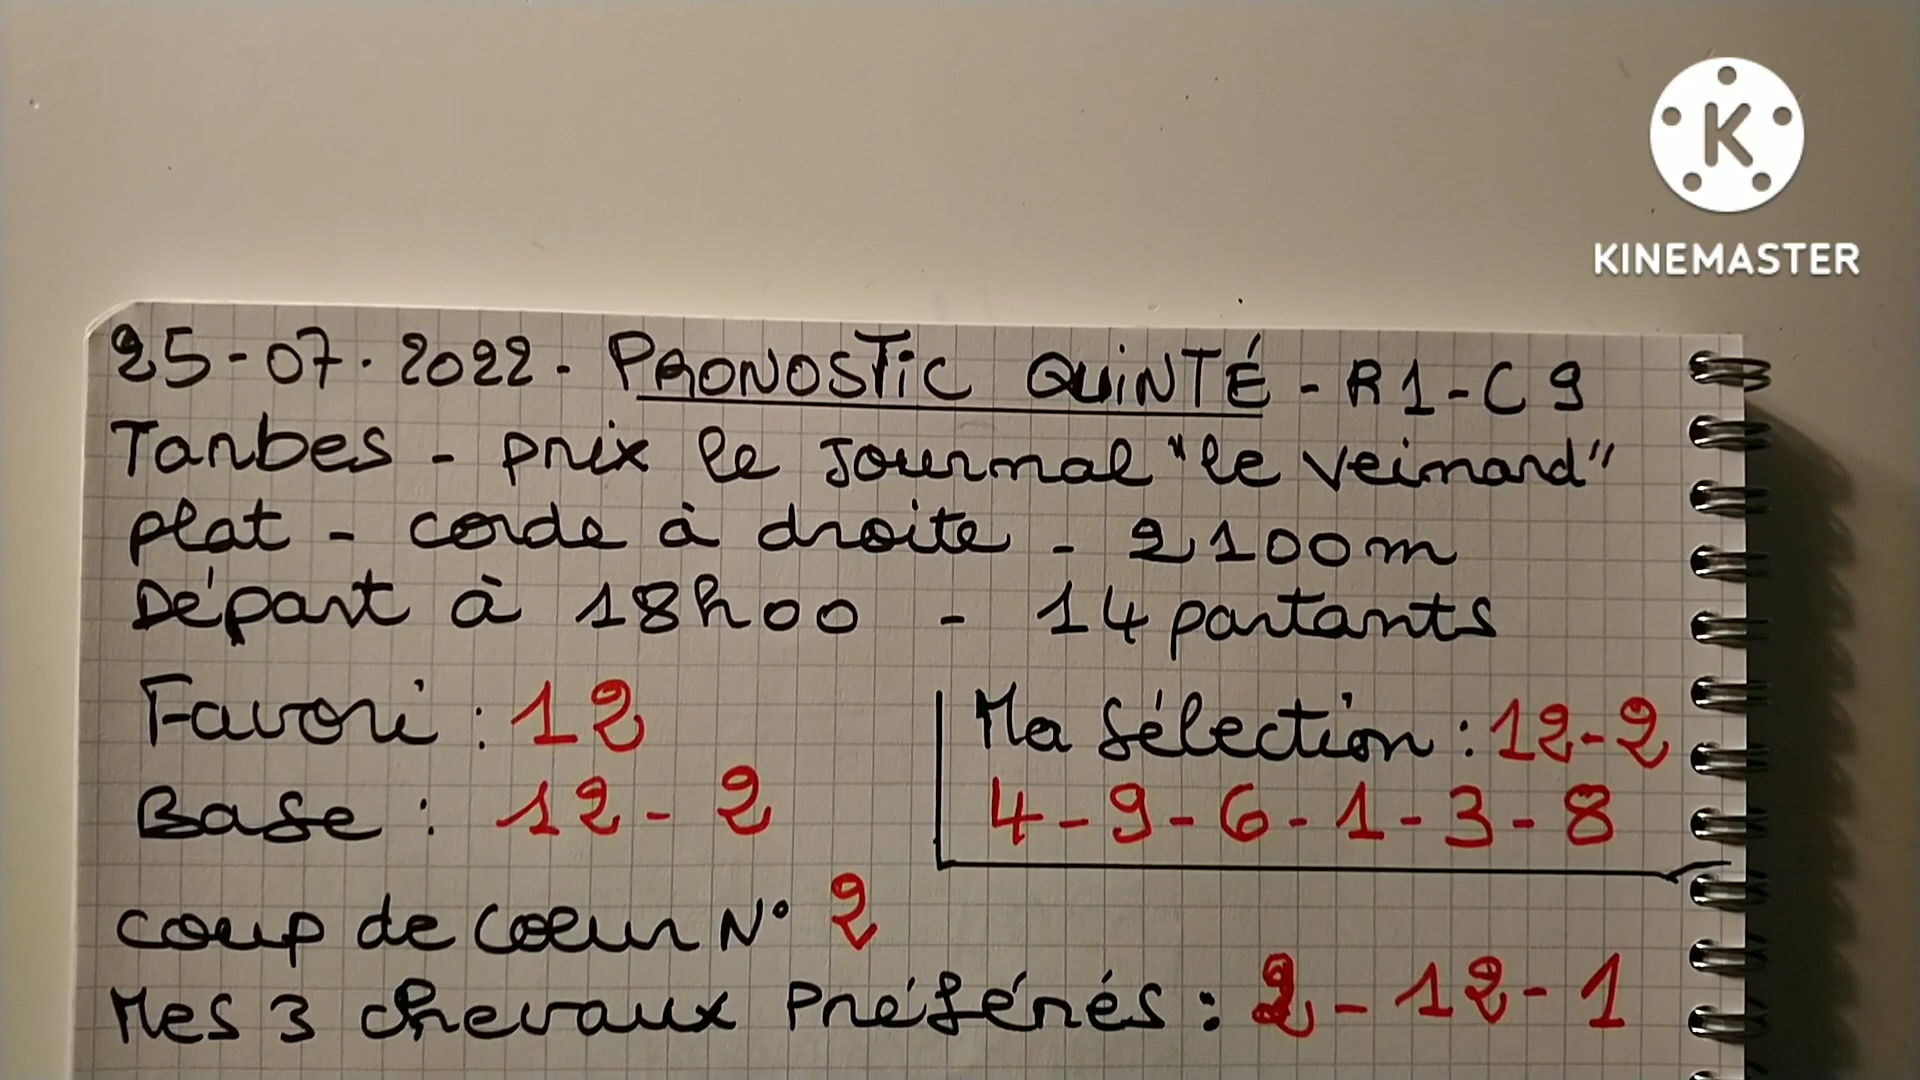 K
KINEMASTER
25-07-2022 - PRONOSTIC QUiNTÉ - R1-C9
Tarbes - prix le Journal "le veinard"
plat - corde à droite - 2100m
Départ à 18h00 - 14 partants
Favori : 12
Base : 12 - 2
Ma sélection : 12-2
4-9-6-1-3-8
coup de coeur N° 2
Mes 3 chevaux Préférés : 2-12-1